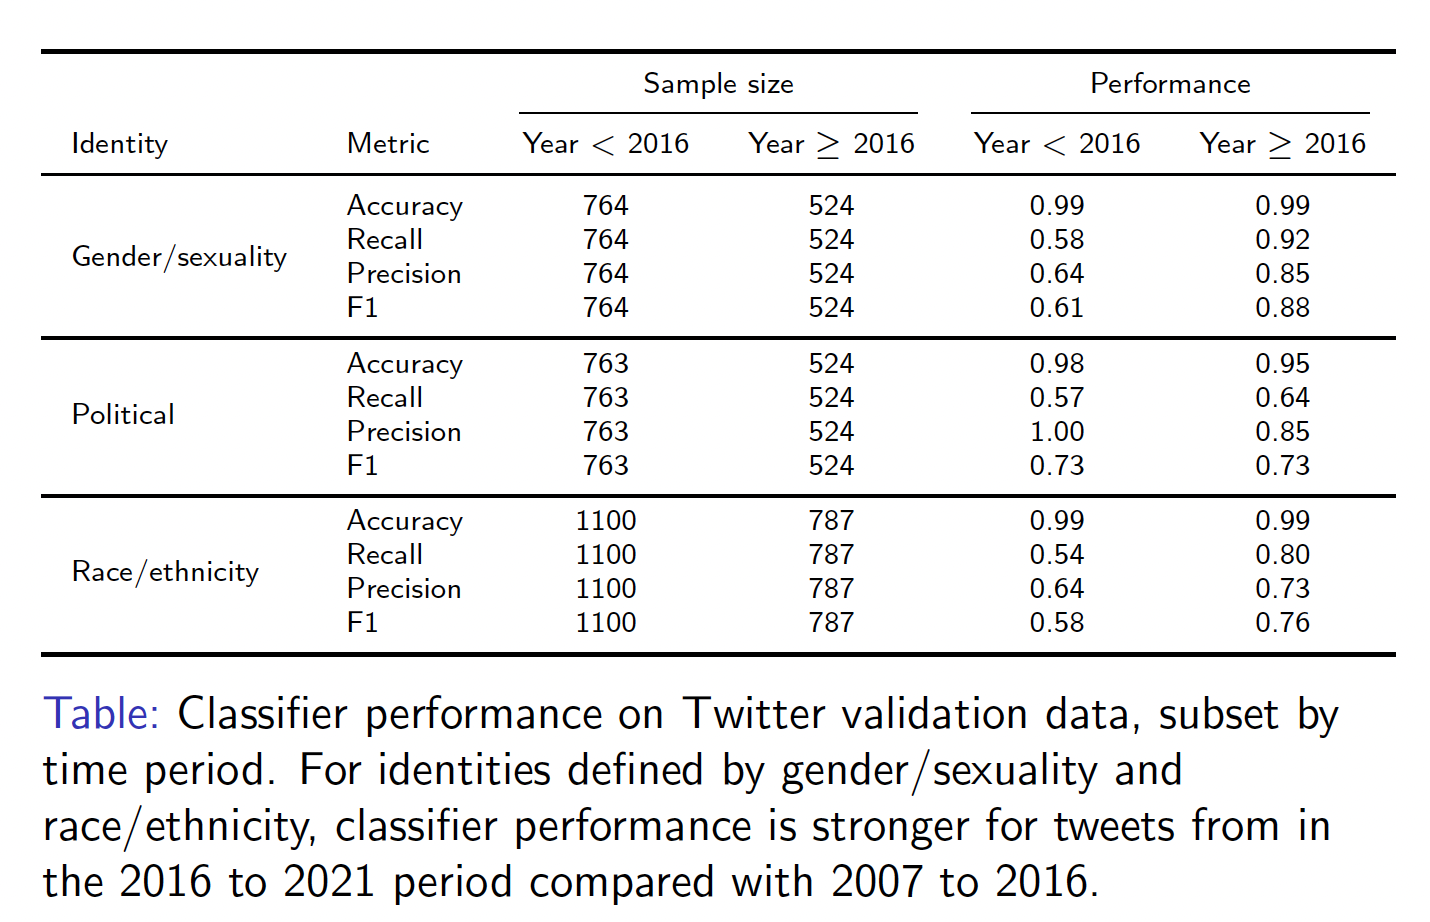 Sample size Performance
Identity Metric Year < 2016 Year ≥ 2016 Year < 2016 Year ≥ 2016
Accuracy 764 524 0.99 0.99
Recall 764 524 0.58 0.92
Gender/sexuality
Precision 764 524 0.64 0.85
F1 764 524 0.61 0.88
Accuracy 763 524 0.98 0.95
Recall 763 524 0.57 0.64
Political
Precision 763 524 1.00 0.85
F1 763 524 0.73 0.73
Accuracy 1100 787 0.99 0.99
Recall 1100 787 0.54 0.80
Race/ethnicity
Precision 1100 787 0.64 0.73
F1 1100 787 0.58 0.76
Table: Classifier performance on Twitter validation data, subset by
time period. For identities defined by gender/sexuality and
race/ethnicity, classifier performance is stronger for tweets from in
the 2016 to 2021 period compared with 2007 to 2016.